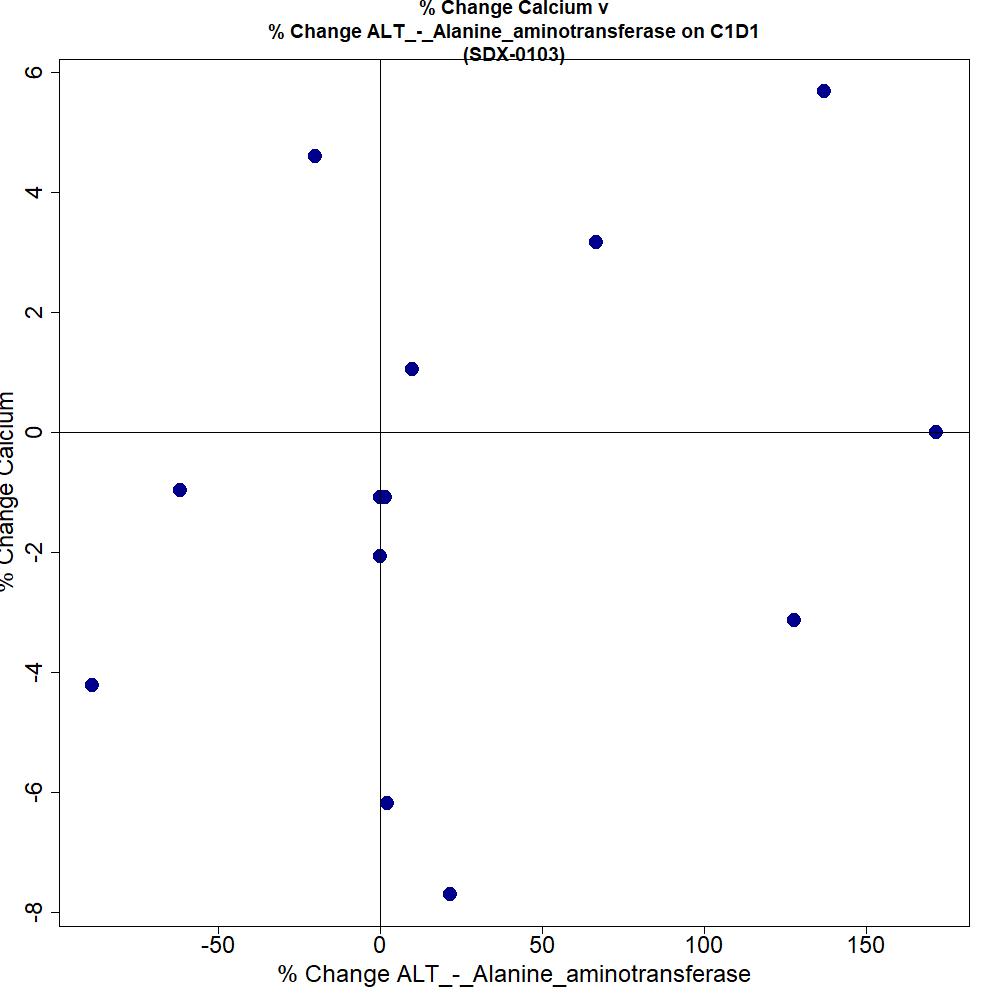 % Change Calcium v
% Change ALT_-_Alanine_aminotransferase on C1D1
(SDX-0103)
% Change Calcium
6
4
2
0
-2
-4
-6
-8
-50
0
50
100
150
% Change ALT_-_Alanine_aminotransferase